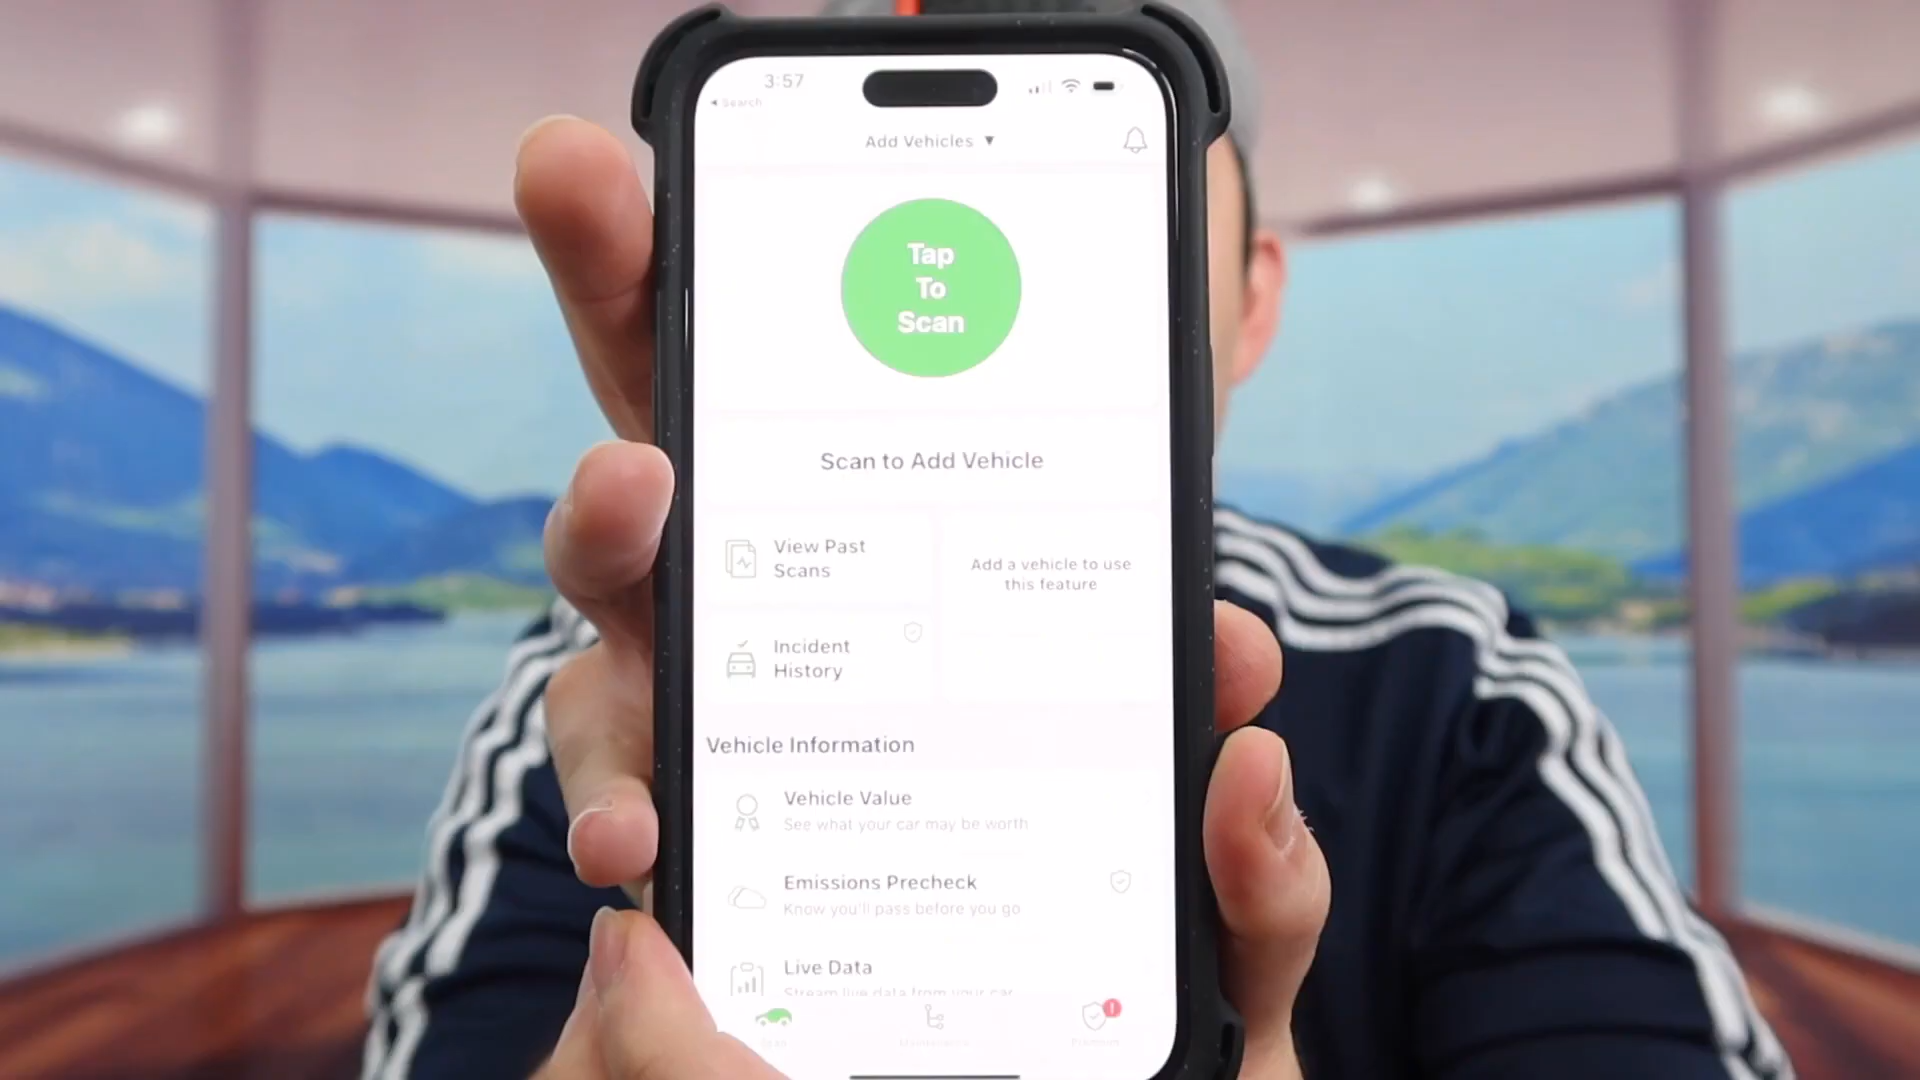 3:57
◀ Search
Add Vehicles ▼
Tap
To
Scan
Scan to Add Vehicle
View Past
Scans
Add a vehicle to use
this feature
Incident
History
Vehicle Information
Vehicle Value
See what your car may be worth
Emissions Precheck
Know you'll pass before you go
Live Data
Stream live data from your car
Scan
Maintenance
Premium